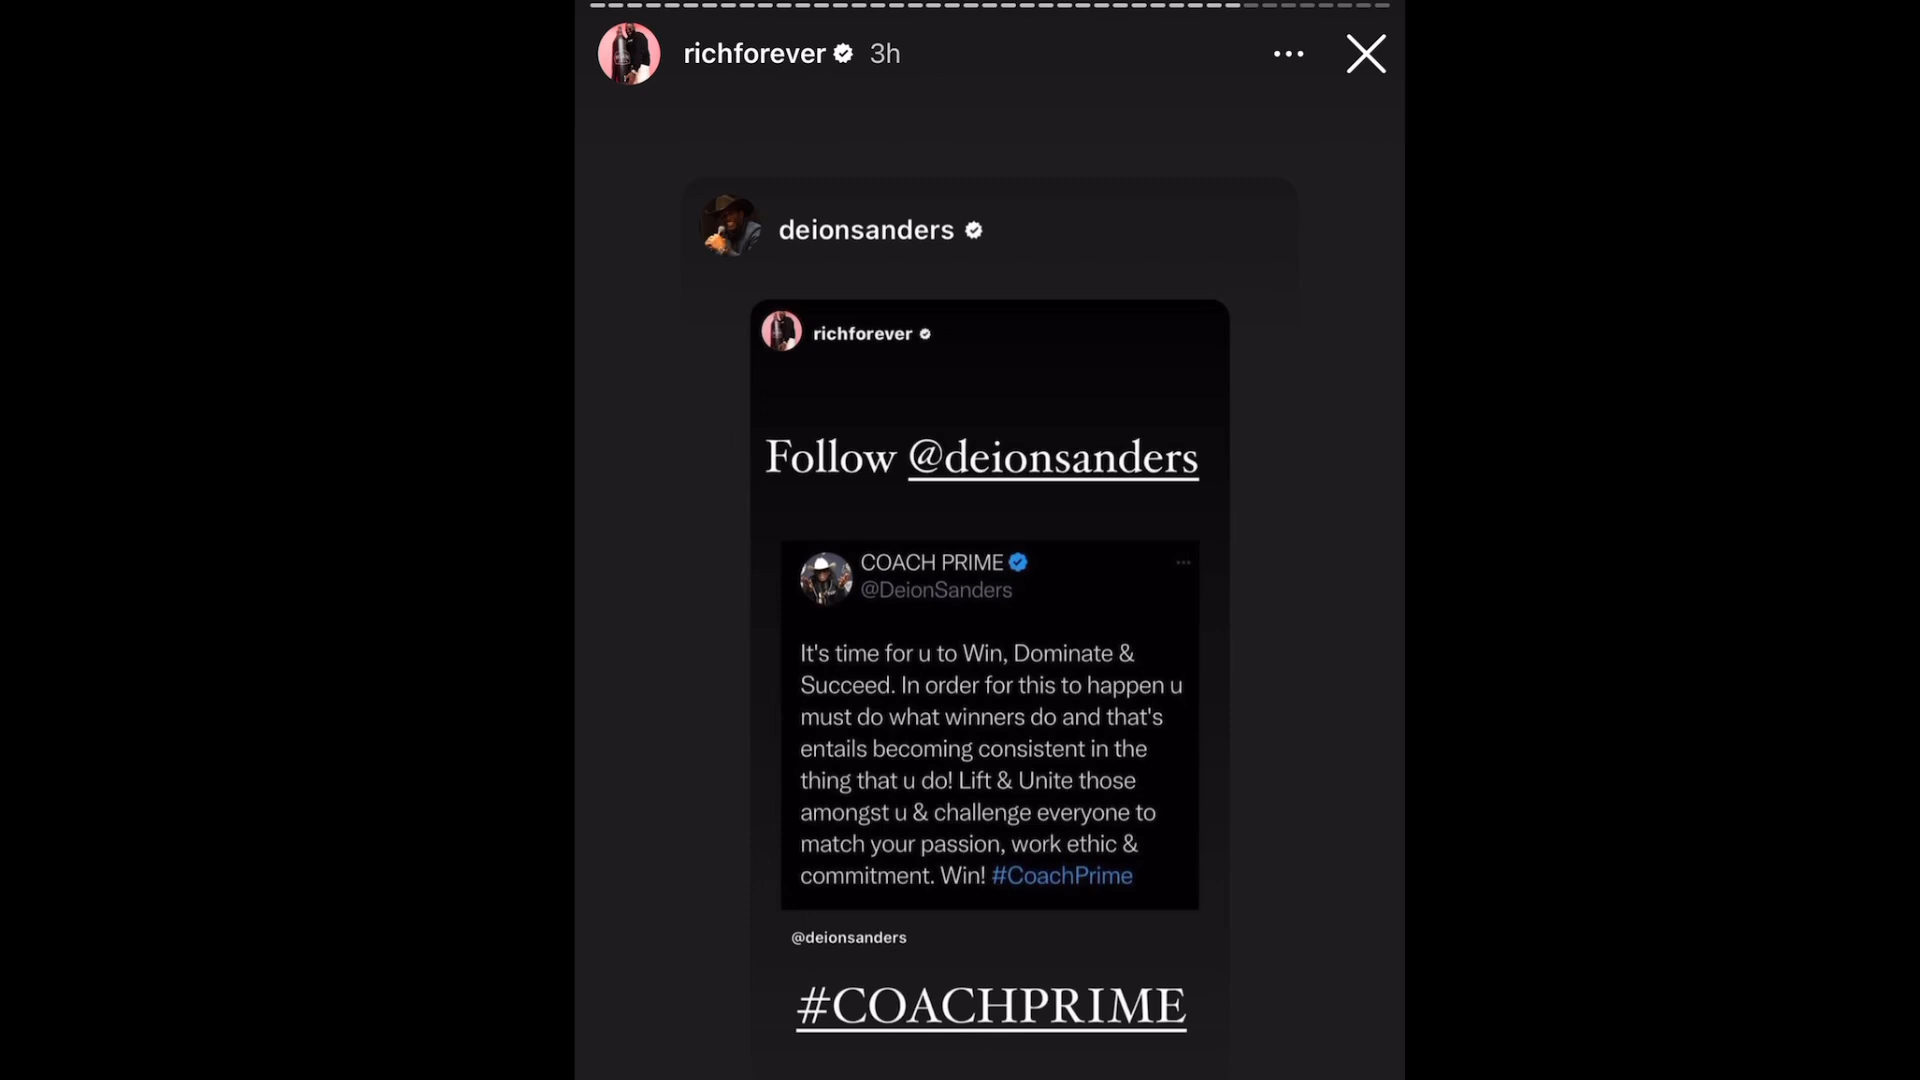 richforever 3h
deionsanders
richforever
Follow @deionsanders
COACH PRIME
@DeionSanders
It's time for u to Win, Dominate &
Succeed. In order for this to happen u
must do what winners do and that's
entails becoming consistent in the
thing that u do! Lift & Unite those
amongst u & challenge everyone to
match your passion, work ethic &
commitment. Win! #CoachPrime
@deionsanders
#COACHPRIME